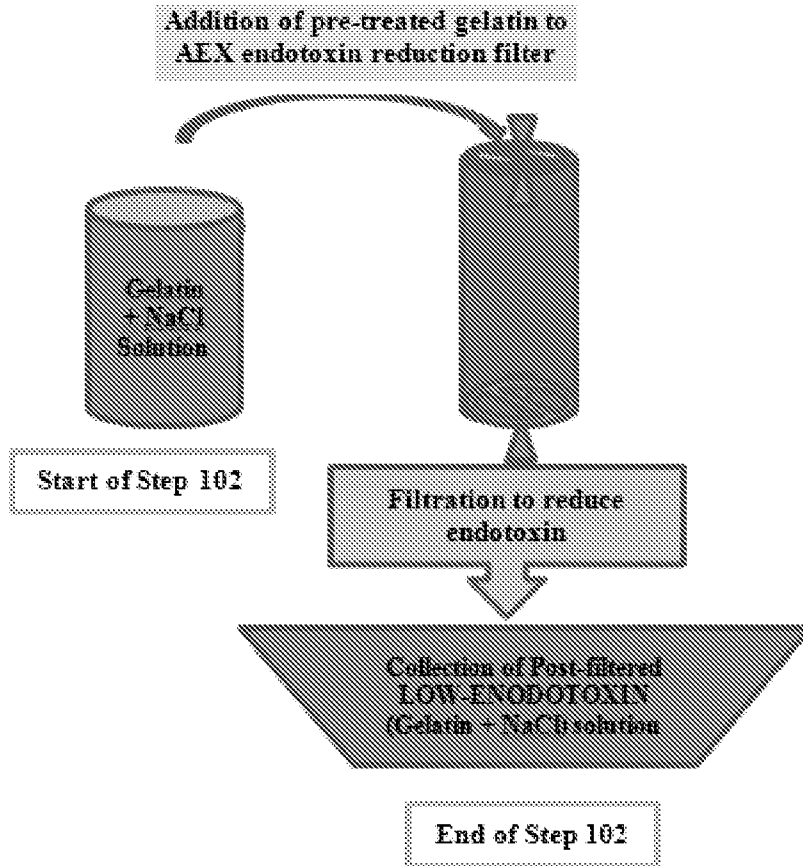 Addition of pre-treated gelatin to
AEX endotoxin reduction filter
Gelatin
+ NaCl
Solution
Start of Step 102
Filtration to reduce
endotoxin
Collection of Post-filtered
LOW-ENODOTOXIN
(Gelatin + NaCl) solution
End of Step 102